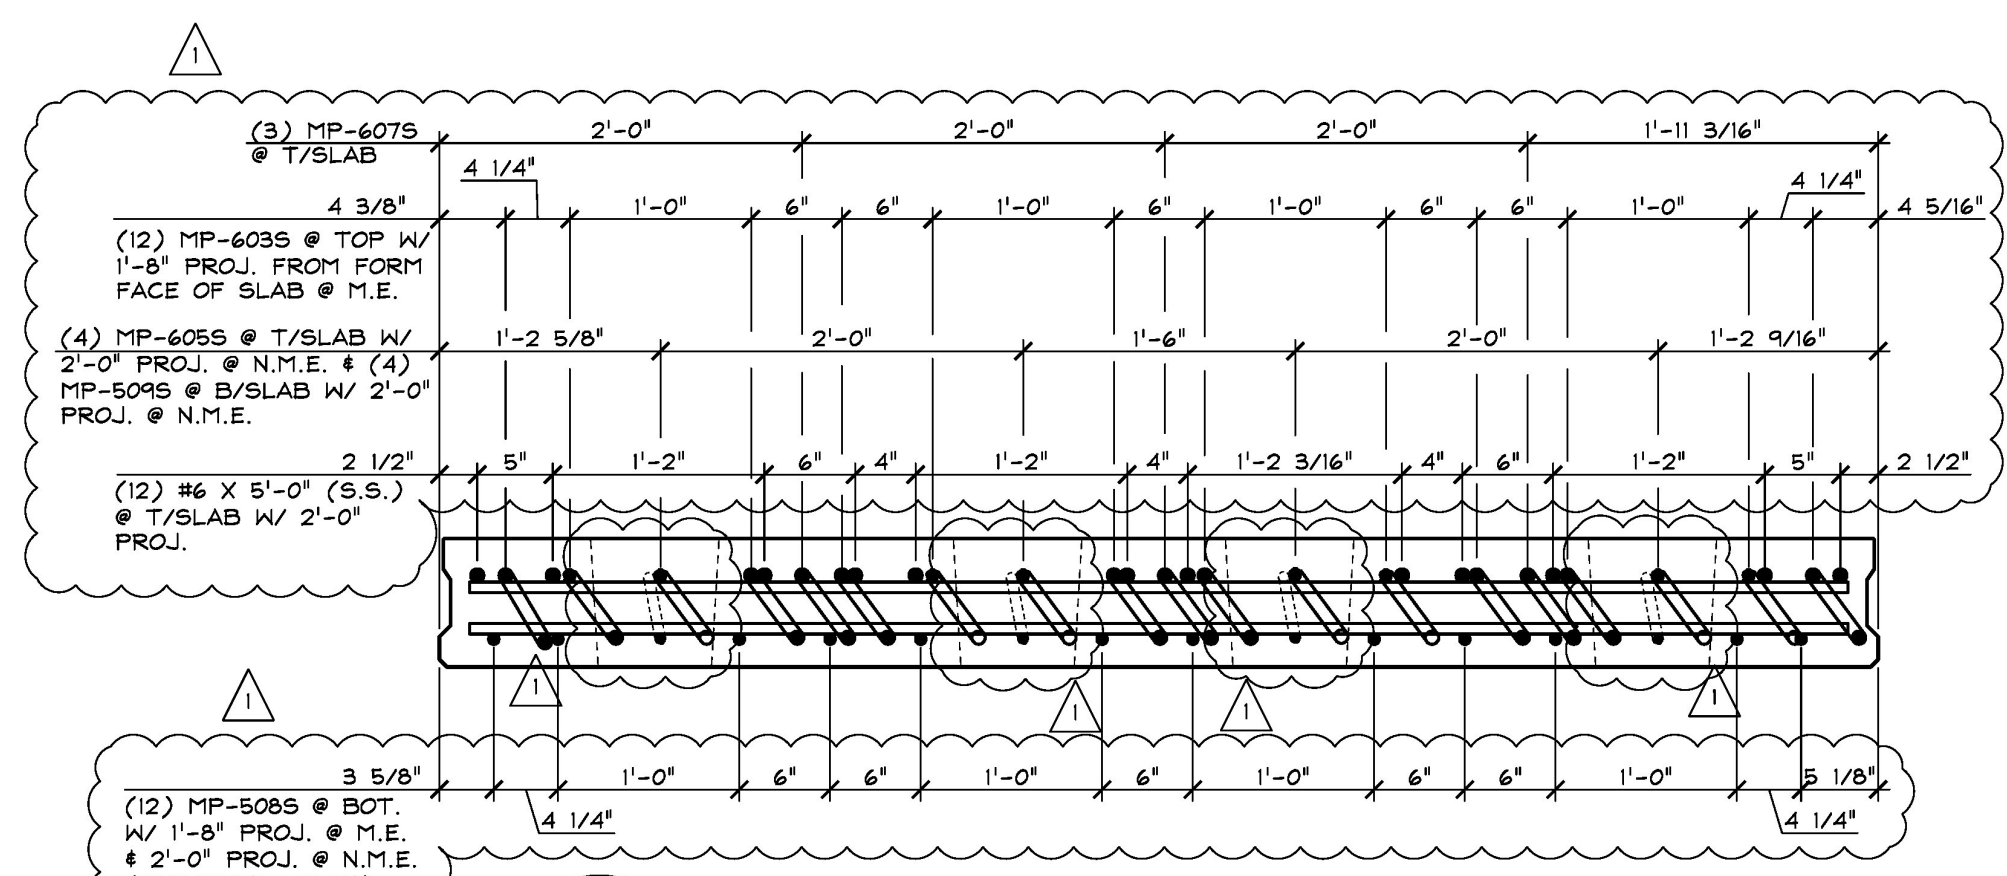 1
(3) MP-607S
@ T/SLAB
2'-0" 2'-0" 2'-0" 1'-11 3/16"
4 1/4" 4 1/4"
4 3/8" 1'-0" 6" 6" 1'-0" 6" 1'-0" 6" 6" 1'-0" 4 5/16"
(12) MP-603S @ TOP W/
1'-8" PROJ. FROM FORM
FACE OF SLAB @ M.E.
(4) MP-605S @ T/SLAB W/
2'-0" PROJ. @ N.M.E. & (4)
MP-509S @ B/SLAB W/ 2'-0"
PROJ. @ N.M.E.
1'-2 5/8" 2'-0" 1'-6" 2'-0" 1'-2 9/16"
2 1/2" 5" 1'-2" 6" 4" 1'-2" 4" 1'-2 3/16" 4" 6" 1'-2" 5" 2 1/2"
(12) #6 X 5'-0" (S.S.)
@ T/SLAB W/ 2'-0"
PROJ.
1 1 1 1
1
3 5/8" 1'-0" 6" 6" 1'-0" 6" 1'-0" 6" 6" 1'-0" 5 1/8"
4 1/4" 4 1/4"
(12) MP-508S @ BOT.
W/ 1'-8" PROJ. @ M.E.
& 2'-0" PROJ. @ N.M.E.